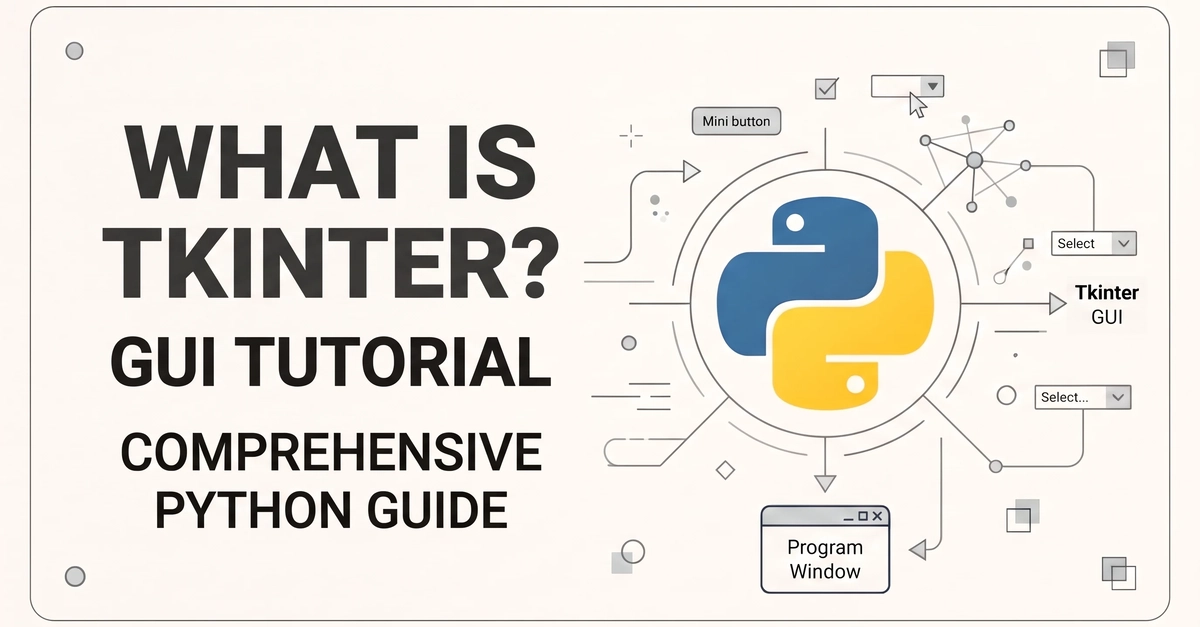 WHAT IS
TKINTER?
GUI TUTORIAL
COMPREHENSIVE
PYTHON GUIDE
Mini button
Select
Tkinter
GUI
Select...
Program
Window